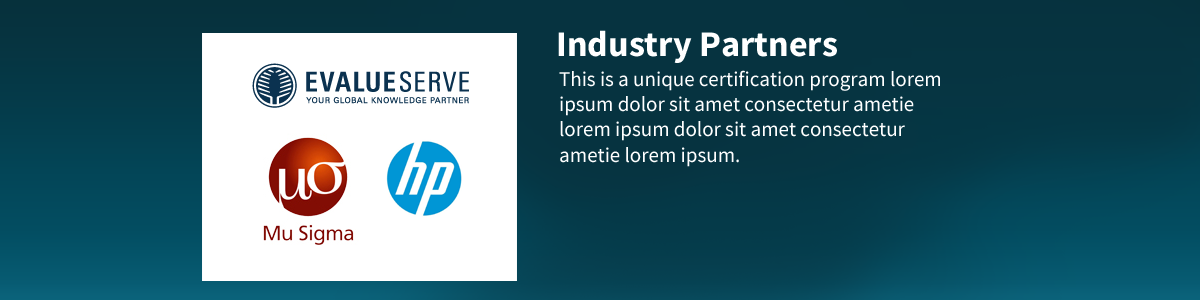 EVALUESERVE
YOUR GLOBAL KNOWLEDGE PARTNER
μσ
hp
Mu Sigma
Industry Partners
This is a unique certification program lorem
ipsum dolor sit amet consectetur ametie
lorem ipsum dolor sit amet consectetur
ametie lorem ipsum.